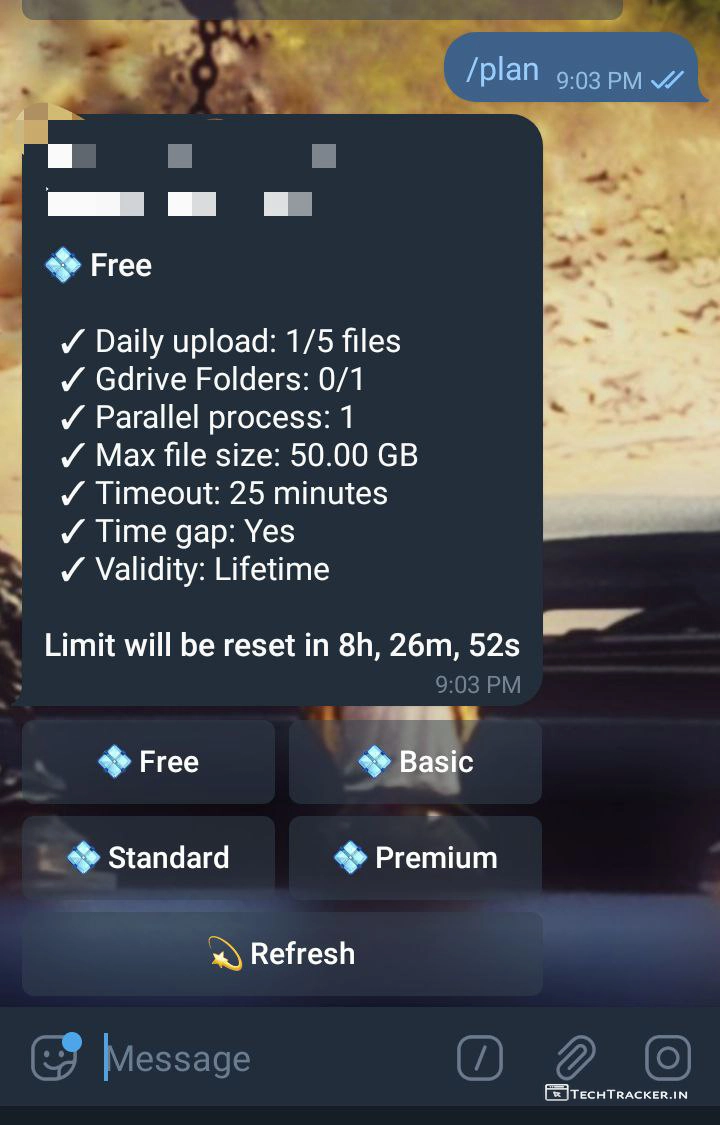 /plan 9:03 PM
Free
✓ Daily upload: 1/5 files
✓ Gdrive Folders: 0/1
✓ Parallel process: 1
✓ Max file size: 50.00 GB
✓ Timeout: 25 minutes
✓ Time gap: Yes
✓ Validity: Lifetime
Limit will be reset in 8h, 26m, 52s
9:03 PM
Free Basic
Standard Premium
Refresh
Message
TECHTRACKER.IN